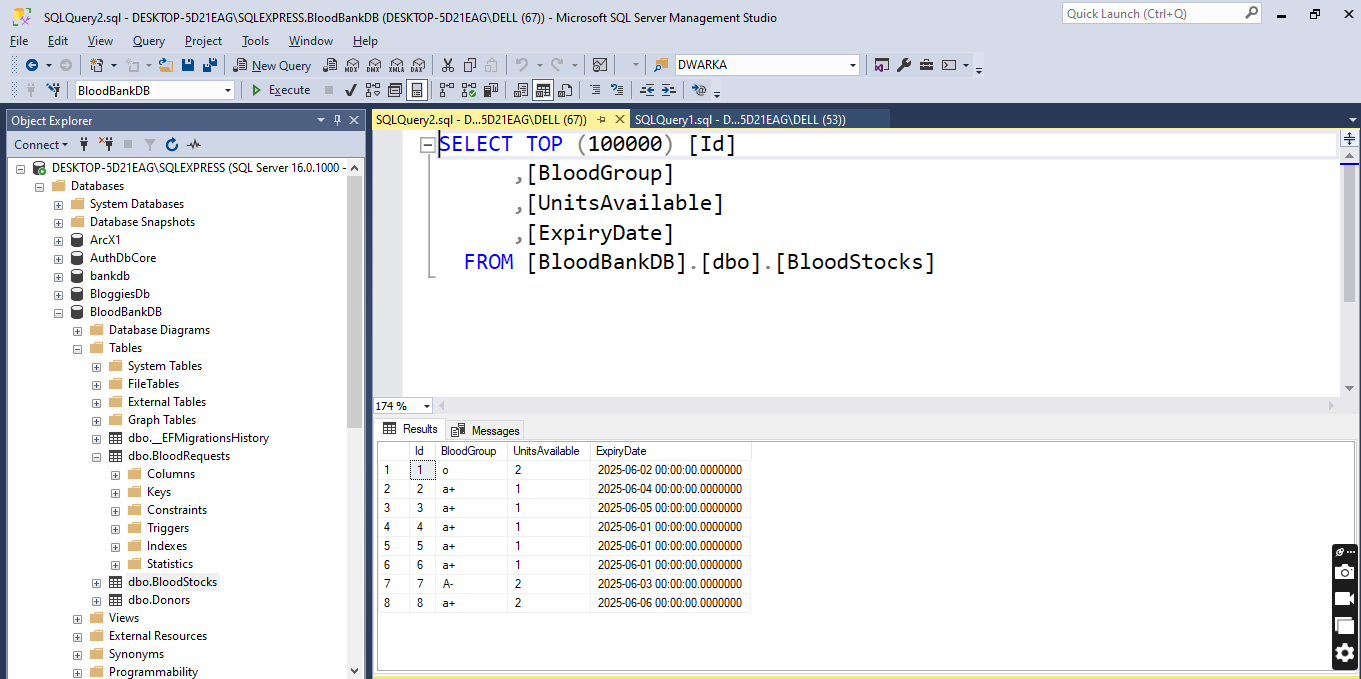 SQLQuery2.sql - DESKTOP-5D21EAG\SQLEXPRESS.BloodBankDB (DESKTOP-5D21EAG\DELL (67)) - Microsoft SQL Server Management Studio
Quick Launch (Ctrl+Q)
File Edit View Query Project Tools Window Help
New Query MDX DMX XMLA DAX DWARKA
BloodBankDB Execute
Object Explorer
Connect
DESKTOP-5D21EAG\SQLEXPRESS (SQL Server 16.0.1000 -
Databases
System Databases
Database Snapshots
ArcX1
AuthDbCore
bankdb
BloggiesDb
BloodBankDB
Database Diagrams
Tables
System Tables
FileTables
External Tables
Graph Tables
dbo.__EFMigrationsHistory
dbo.BloodRequests
Columns
Keys
Constraints
Triggers
Indexes
Statistics
dbo.BloodStocks
dbo.Donors
Views
External Resources
Synonyms
Programmability
SQLQuery2.sql - D...5D21EAG\DELL (67)) SQLQuery1.sql - D...5D21EAG\DELL (53))
SELECT TOP (100000) [Id]
,[BloodGroup]
,[UnitsAvailable]
,[ExpiryDate]
FROM [BloodBankDB].[dbo].[BloodStocks]
174 %
Results Messages
Id BloodGroup UnitsAvailable ExpiryDate
1 1 o 2 2025-06-02 00:00:00.0000000
2 2 a+ 1 2025-06-04 00:00:00.0000000
3 3 a+ 1 2025-06-05 00:00:00.0000000
4 4 a+ 1 2025-06-01 00:00:00.0000000
5 5 a+ 1 2025-06-01 00:00:00.0000000
6 6 a+ 1 2025-06-01 00:00:00.0000000
7 7 A- 2 2025-06-03 00:00:00.0000000
8 8 a+ 2 2025-06-06 00:00:00.0000000